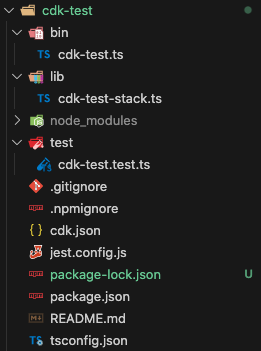 cdk-test
bin
TS cdk-test.ts
lib
TS cdk-test-stack.ts
node_modules
test
cdk-test.test.ts
.gitignore
.npmignore
{ } cdk.json
jest.config.js
package-lock.json U
package.json
README.md
TS tsconfig.json